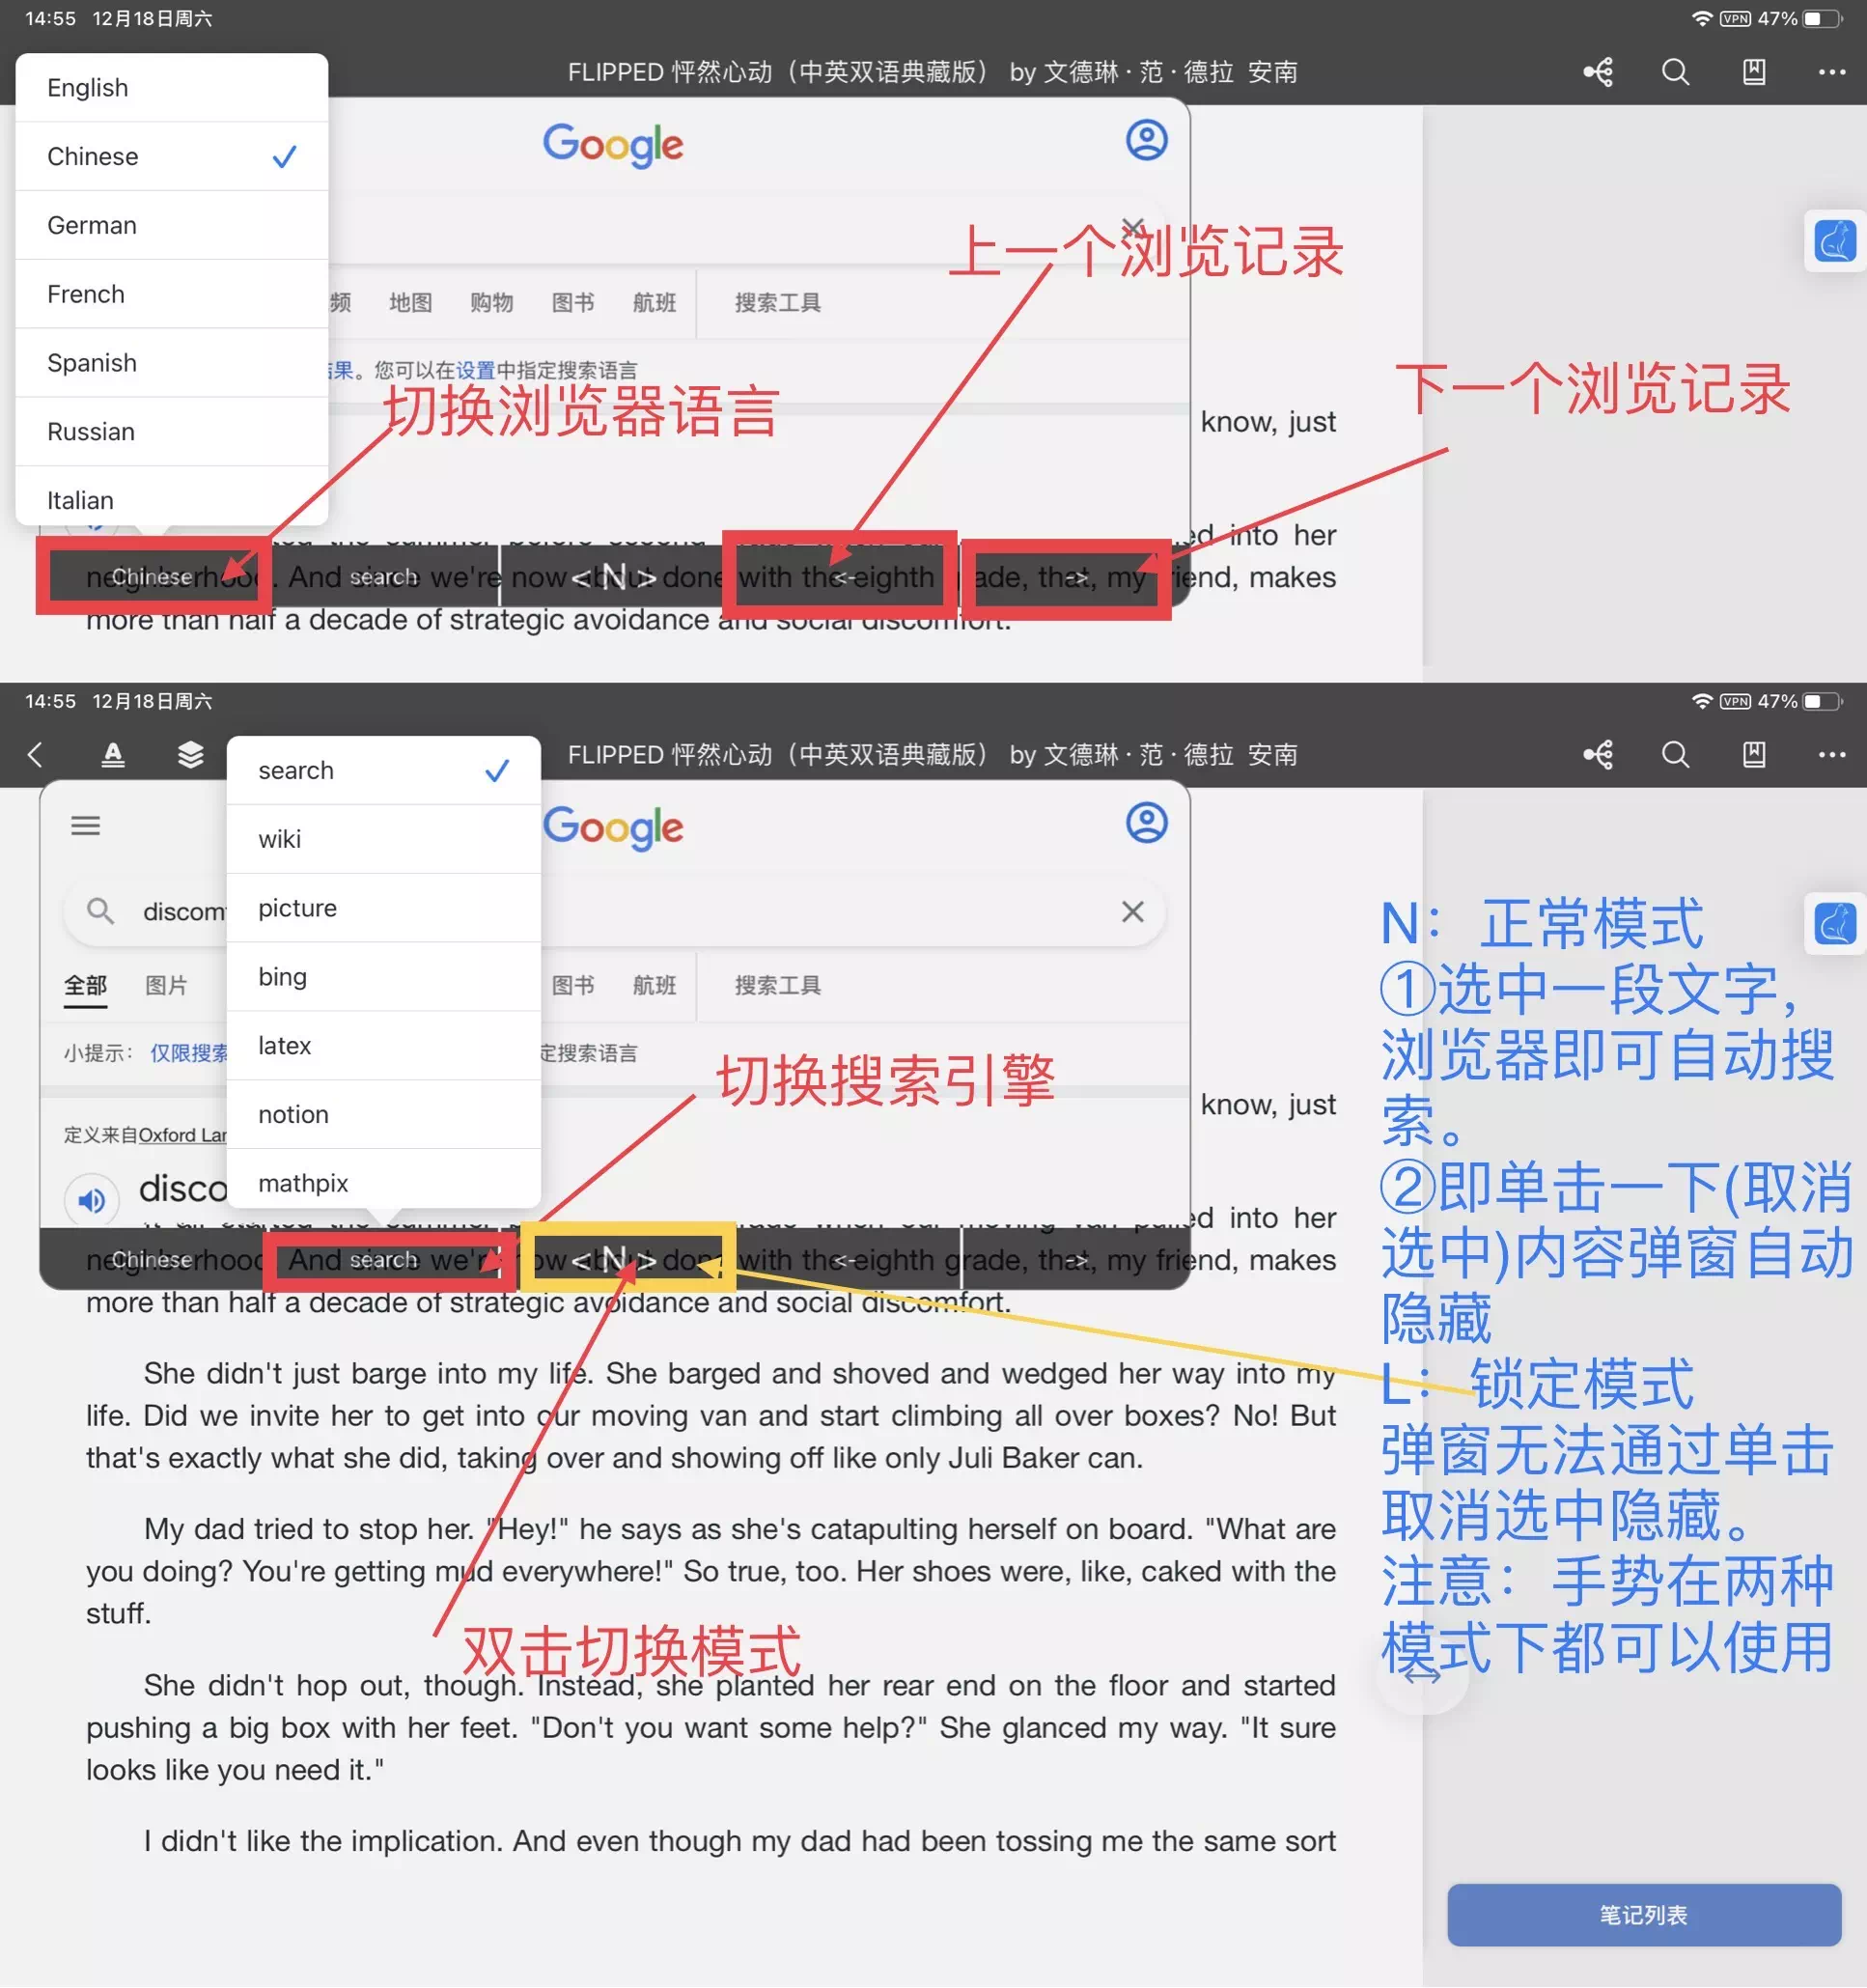 14:55 12月18日周六
VPN 47%
FLIPPED 怦然心动（中英双语典藏版） by 文德琳·范·德拉 安南
English
Chinese
German
French
Spanish
Russian
Italian
Google
上一个浏览记录
频 地图 购物 图书 航班 搜索工具
果。您可以在设置中指定搜索语言
下一个浏览记录
切换浏览器语言
know, just
ed into her
Chinese search < N > <- ->
neighborhood. And since we're now about done with the eighth grade, that, my friend, makes
more than half a decade of strategic avoidance and social discomfort.
14:55 12月18日周六
VPN 47%
A
FLIPPED 怦然心动（中英双语典藏版） by 文德琳·范·德拉 安南
search
wiki
picture
bing
latex
notion
mathpix
Google
discom
全部 图片 图书 航班 搜索工具
小提示： 仅限搜索
定搜索语言
切换搜索引擎
know, just
定义来自Oxford Lan
disco
It all started the summer
when our moving van pulled into her
Chinese search < N > <- ->
neighborhood. And since we're now about done with the eighth grade, that, my friend, makes
more than half a decade of strategic avoidance and social discomfort.
She didn't just barge into my life. She barged and shoved and wedged her way into my
life. Did we invite her to get into our moving van and start climbing all over boxes? No! But
that's exactly what she did, taking over and showing off like only Juli Baker can.
My dad tried to stop her. "Hey!" he says as she's catapulting herself on board. "What are
you doing? You're getting mud everywhere!" So true, too. Her shoes were, like, caked with the
stuff.
双击切换模式
She didn't hop out, though. Instead, she planted her rear end on the floor and started
pushing a big box with her feet. "Don't you want some help?" She glanced my way. "It sure
looks like you need it."
I didn't like the implication. And even though my dad had been tossing me the same sort
N：正常模式
①选中一段文字，
浏览器即可自动搜
索。
②即单击一下(取消
选中)内容弹窗自动
隐藏
L：锁定模式
弹窗无法通过单击
取消选中隐藏。
注意：手势在两种
模式下都可以使用
笔记列表